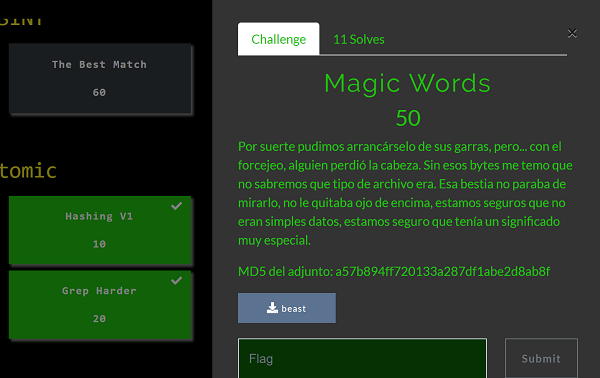 SINT
The Best Match
60
tomic
Hashing V1
10
Grep Harder
20
Challenge
11 Solves
×
Magic Words
50
Por suerte pudimos arrancárselo de sus garras, pero... con el
forcejeo, alguien perdió la cabeza. Sin esos bytes me temo que
no sabremos que tipo de archivo era. Esa bestia no paraba de
mirarlo, no le quitaba ojo de encima, estamos seguros que no
eran simples datos, estamos seguro que tenía un significado
muy especial.
MD5 del adjunto: a57b894ff720133a287df1abe2d8ab8f
beast
Flag
Submit